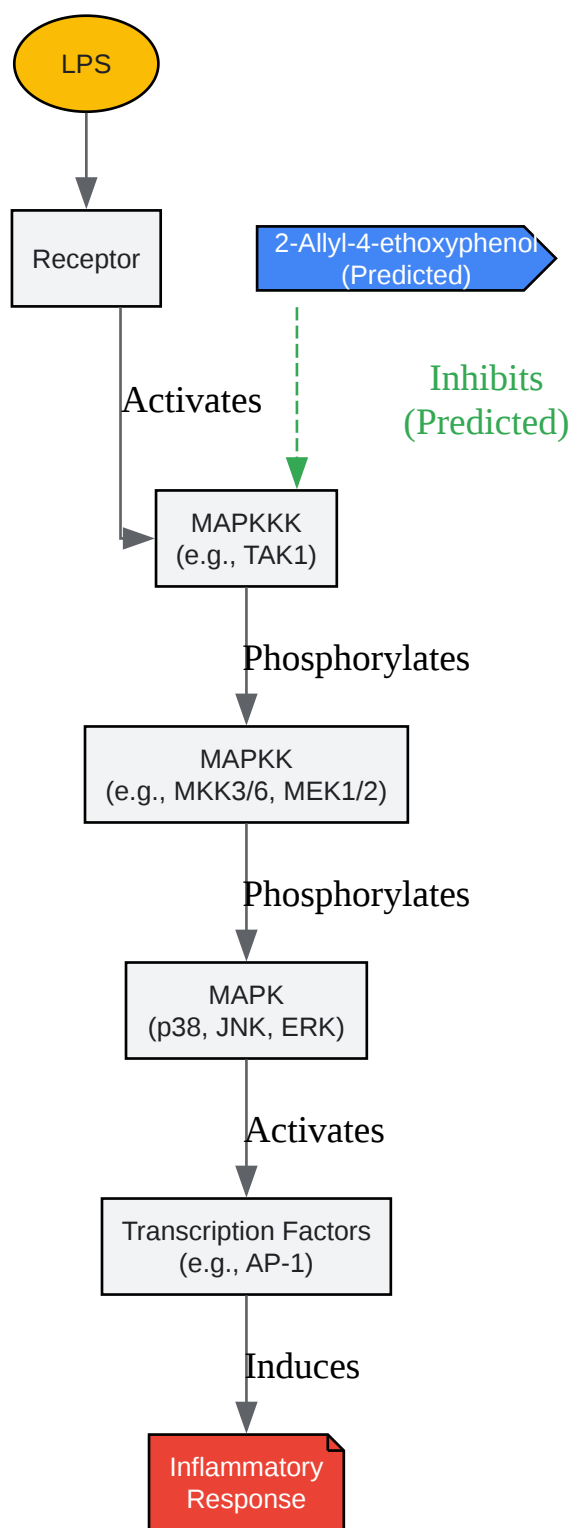 LPS
Receptor
2-Allyl-4-ethoxyphenol
(Predicted)
Activates
Inhibits
(Predicted)
MAPKKK
(e.g., TAK1)
Phosphorylates
MAPKK
(e.g., MKK3/6, MEK1/2)
Phosphorylates
MAPK
(p38, JNK, ERK)
Activates
Transcription Factors
(e.g., AP-1)
Induces
Inflammatory
Response